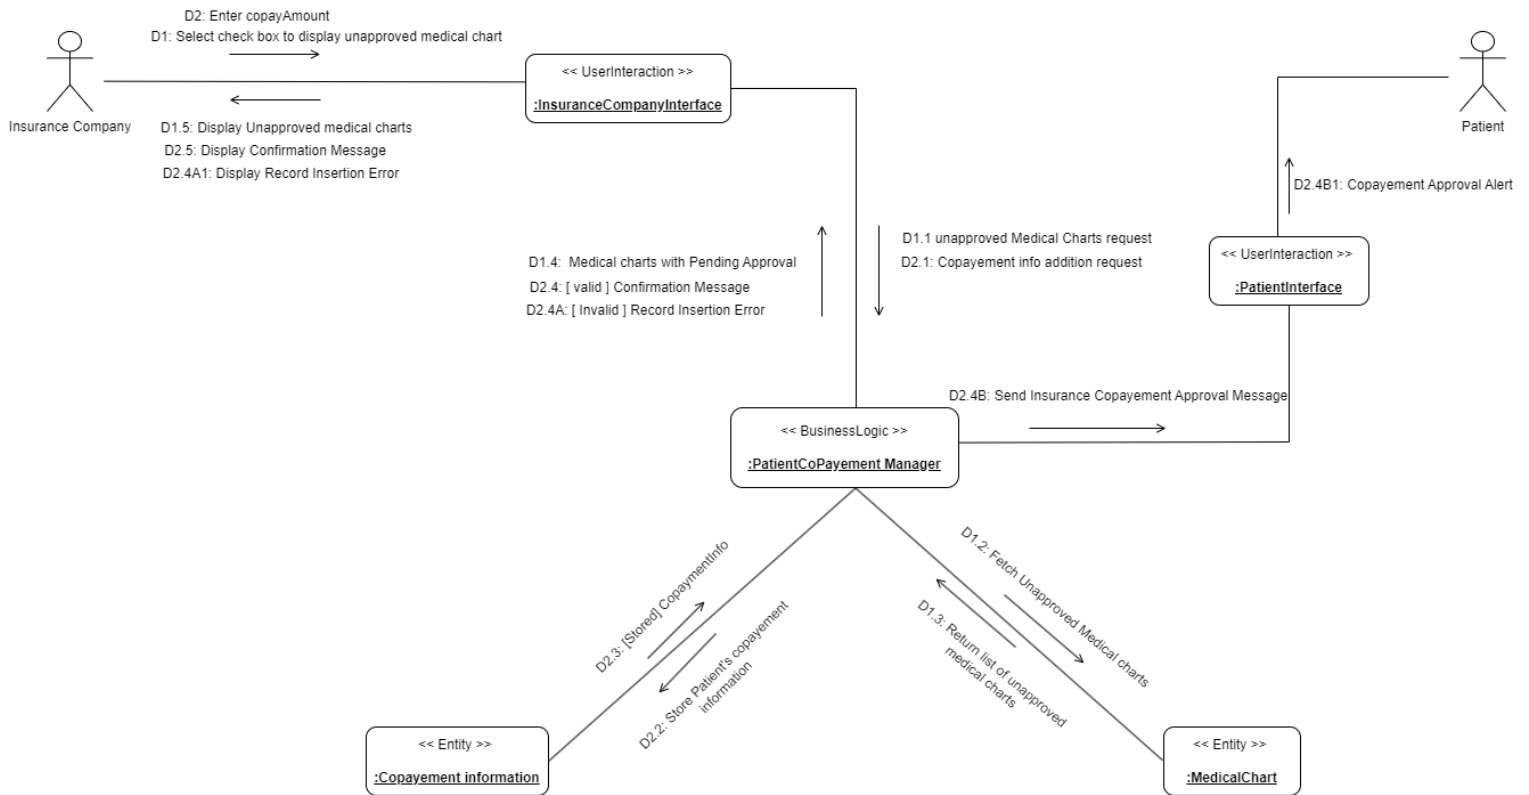 D2: Enter copayAmount
D1: Select check box to display unapproved medical chart
<< UserInteraction >>
:InsuranceCompanyInterface
Insurance Company
Patient
D1.5: Display Unapproved medical charts
D2.5: Display Confirmation Message
D2.4A1: Display Record Insertion Error
D2.4B1: Copayement Approval Alert
D1.4: Medical charts with Pending Approval
D2.4: [ valid ] Confirmation Message
D2.4A: [ Invalid ] Record Insertion Error
D1.1 unapproved Medical Charts request
D2.1: Copayement info addition request
<< UserInteraction >>
:PatientInterface
D2.4B: Send Insurance Copayement Approval Message
<< BusinessLogic >>
:PatientCoPayement Manager
D2.3: [Stored] CopaymentInfo
D2.2: Store Patient's copayement
information
D1.2: Fetch Unapproved Medical charts
D1.3: Return list of unapproved
medical charts
<< Entity >>
:Copayement information
<< Entity >>
:MedicalChart